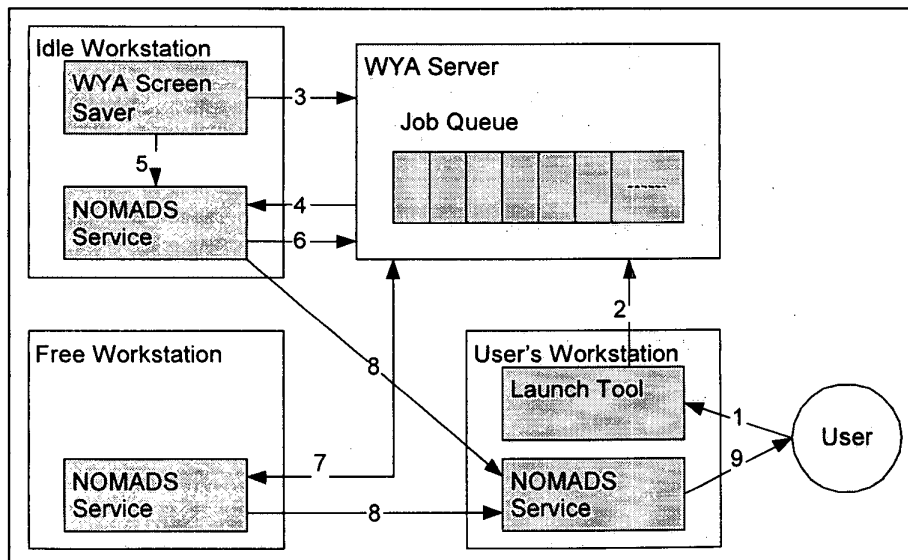 Idle Workstation
WYA Screen
Saver
3
5
NOMADS
Service
4
6
WYA Server
Job Queue
Free Workstation
NOMADS
Service
7
8
8
2
User's Workstation
Launch Tool
NOMADS
Service
1
9
User